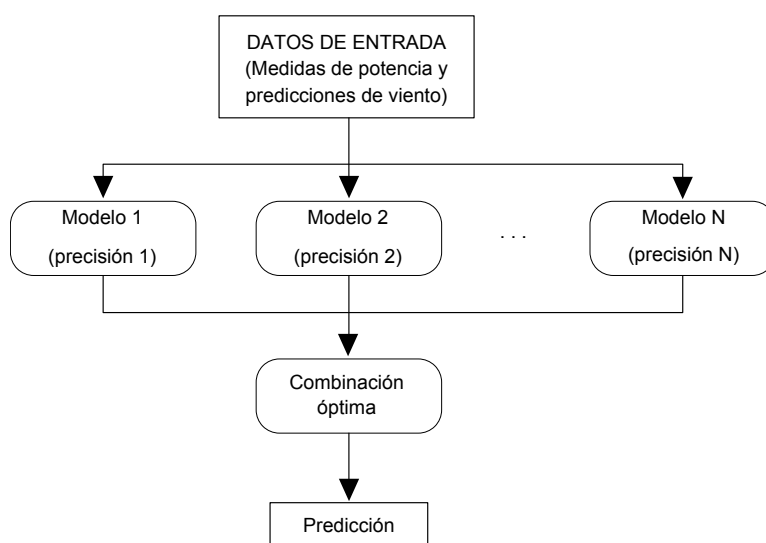 DATOS DE ENTRADA
(Medidas de potencia y
predicciones de viento)
Modelo 1
(precisión 1)
Modelo 2
(precisión 2)
. . .
Modelo N
(precisión N)
Combinación
óptima
Predicción